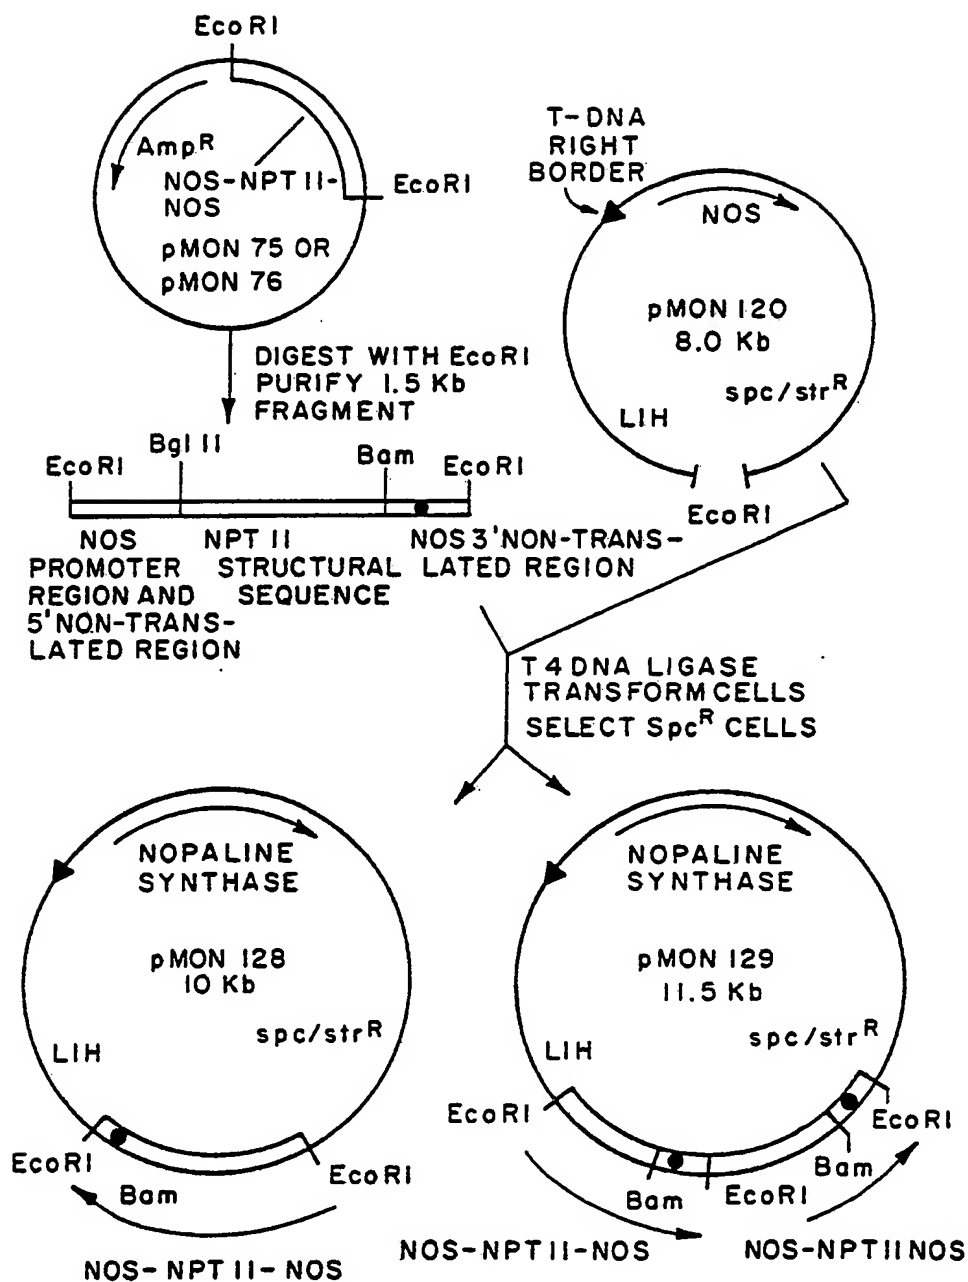 EcoRI
AmpR
NOS-NPT II-
NOS
EcoRI
pMON 75 OR
pMON 76
T-DNA
RIGHT
BORDER
NOS
pMON 120
8.0 Kb
spc/strR
LIH
EcoRI
DIGEST WITH EcoRI
PURIFY 1.5 Kb
FRAGMENT
EcoRI
Bgl II
Bam
EcoRI
NOS
PROMOTER
REGION AND
5' NON-TRANS-
LATED REGION
NPT II
STRUCTURAL
SEQUENCE
NOS 3' NON-TRANS-
LATED REGION
T4 DNA LIGASE
TRANSFORM CELLS
SELECT SpcR CELLS
NOPALINE
SYNTHASE
pMON 128
10 Kb
spc/strR
LIH
EcoRI
Bam
EcoRI
NOS-NPT II-NOS
NOPALINE
SYNTHASE
pMON 129
11.5 Kb
spc/strR
LIH
EcoRI
EcoRI
Bam
Bam
EcoRI
NOS-NPT II-NOS
NOS-NPT II NOS